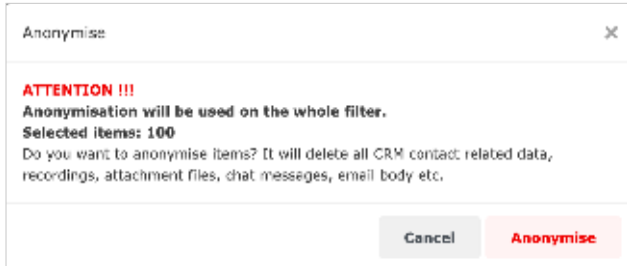 Anonymise
ATTENTION !!!
Anonymisation will be used on the whole filter.
Selected items: 100
Do you want to anonymise items? It will delete all CRM contact related data,
recordings, attachment files, chat messages, email body etc.
Cancel
Anonymise